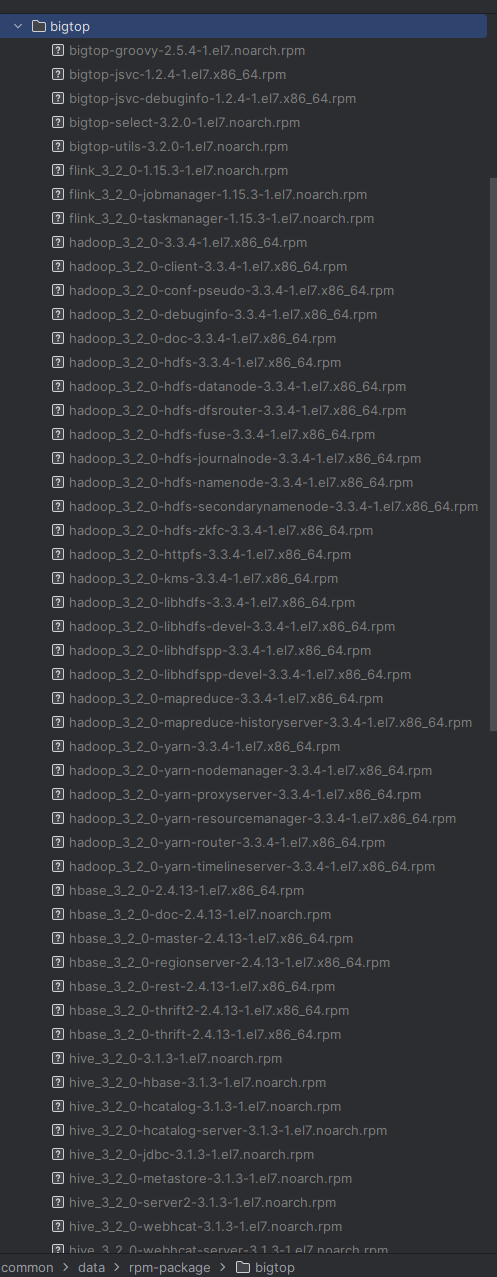 bigtop
bigtop-groovy-2.5.4-1.el7.noarch.rpm
bigtop-jsvc-1.2.4-1.el7.x86_64.rpm
bigtop-jsvc-debuginfo-1.2.4-1.el7.x86_64.rpm
bigtop-select-3.2.0-1.el7.noarch.rpm
bigtop-utils-3.2.0-1.el7.noarch.rpm
flink_3_2_0-1.15.3-1.el7.noarch.rpm
flink_3_2_0-jobmanager-1.15.3-1.el7.noarch.rpm
flink_3_2_0-taskmanager-1.15.3-1.el7.noarch.rpm
hadoop_3_2_0-3.3.4-1.el7.x86_64.rpm
hadoop_3_2_0-client-3.3.4-1.el7.x86_64.rpm
hadoop_3_2_0-conf-pseudo-3.3.4-1.el7.x86_64.rpm
hadoop_3_2_0-debuginfo-3.3.4-1.el7.x86_64.rpm
hadoop_3_2_0-doc-3.3.4-1.el7.x86_64.rpm
hadoop_3_2_0-hdfs-3.3.4-1.el7.x86_64.rpm
hadoop_3_2_0-hdfs-datanode-3.3.4-1.el7.x86_64.rpm
hadoop_3_2_0-hdfs-dfsrouter-3.3.4-1.el7.x86_64.rpm
hadoop_3_2_0-hdfs-fuse-3.3.4-1.el7.x86_64.rpm
hadoop_3_2_0-hdfs-journalnode-3.3.4-1.el7.x86_64.rpm
hadoop_3_2_0-hdfs-namenode-3.3.4-1.el7.x86_64.rpm
hadoop_3_2_0-hdfs-secondarynamenode-3.3.4-1.el7.x86_64.rpm
hadoop_3_2_0-hdfs-zkfc-3.3.4-1.el7.x86_64.rpm
hadoop_3_2_0-httpfs-3.3.4-1.el7.x86_64.rpm
hadoop_3_2_0-kms-3.3.4-1.el7.x86_64.rpm
hadoop_3_2_0-libhdfs-3.3.4-1.el7.x86_64.rpm
hadoop_3_2_0-libhdfs-devel-3.3.4-1.el7.x86_64.rpm
hadoop_3_2_0-libhdfspp-3.3.4-1.el7.x86_64.rpm
hadoop_3_2_0-libhdfspp-devel-3.3.4-1.el7.x86_64.rpm
hadoop_3_2_0-mapreduce-3.3.4-1.el7.x86_64.rpm
hadoop_3_2_0-mapreduce-historyserver-3.3.4-1.el7.x86_64.rpm
hadoop_3_2_0-yarn-3.3.4-1.el7.x86_64.rpm
hadoop_3_2_0-yarn-nodemanager-3.3.4-1.el7.x86_64.rpm
hadoop_3_2_0-yarn-proxyserver-3.3.4-1.el7.x86_64.rpm
hadoop_3_2_0-yarn-resourcemanager-3.3.4-1.el7.x86_64.rpm
hadoop_3_2_0-yarn-router-3.3.4-1.el7.x86_64.rpm
hadoop_3_2_0-yarn-timelineserver-3.3.4-1.el7.x86_64.rpm
hbase_3_2_0-2.4.13-1.el7.x86_64.rpm
hbase_3_2_0-doc-2.4.13-1.el7.noarch.rpm
hbase_3_2_0-master-2.4.13-1.el7.x86_64.rpm
hbase_3_2_0-regionserver-2.4.13-1.el7.x86_64.rpm
hbase_3_2_0-rest-2.4.13-1.el7.x86_64.rpm
hbase_3_2_0-thrift2-2.4.13-1.el7.x86_64.rpm
hbase_3_2_0-thrift-2.4.13-1.el7.x86_64.rpm
hive_3_2_0-3.1.3-1.el7.noarch.rpm
hive_3_2_0-hbase-3.1.3-1.el7.noarch.rpm
hive_3_2_0-hcatalog-3.1.3-1.el7.noarch.rpm
hive_3_2_0-hcatalog-server-3.1.3-1.el7.noarch.rpm
hive_3_2_0-jdbc-3.1.3-1.el7.noarch.rpm
hive_3_2_0-metastore-3.1.3-1.el7.noarch.rpm
hive_3_2_0-server2-3.1.3-1.el7.noarch.rpm
hive_3_2_0-webhcat-3.1.3-1.el7.noarch.rpm
hive_3_2_0-webhcat-server-3.1.3-1.el7.noarch.rpm
common > data > rpm-package > bigtop